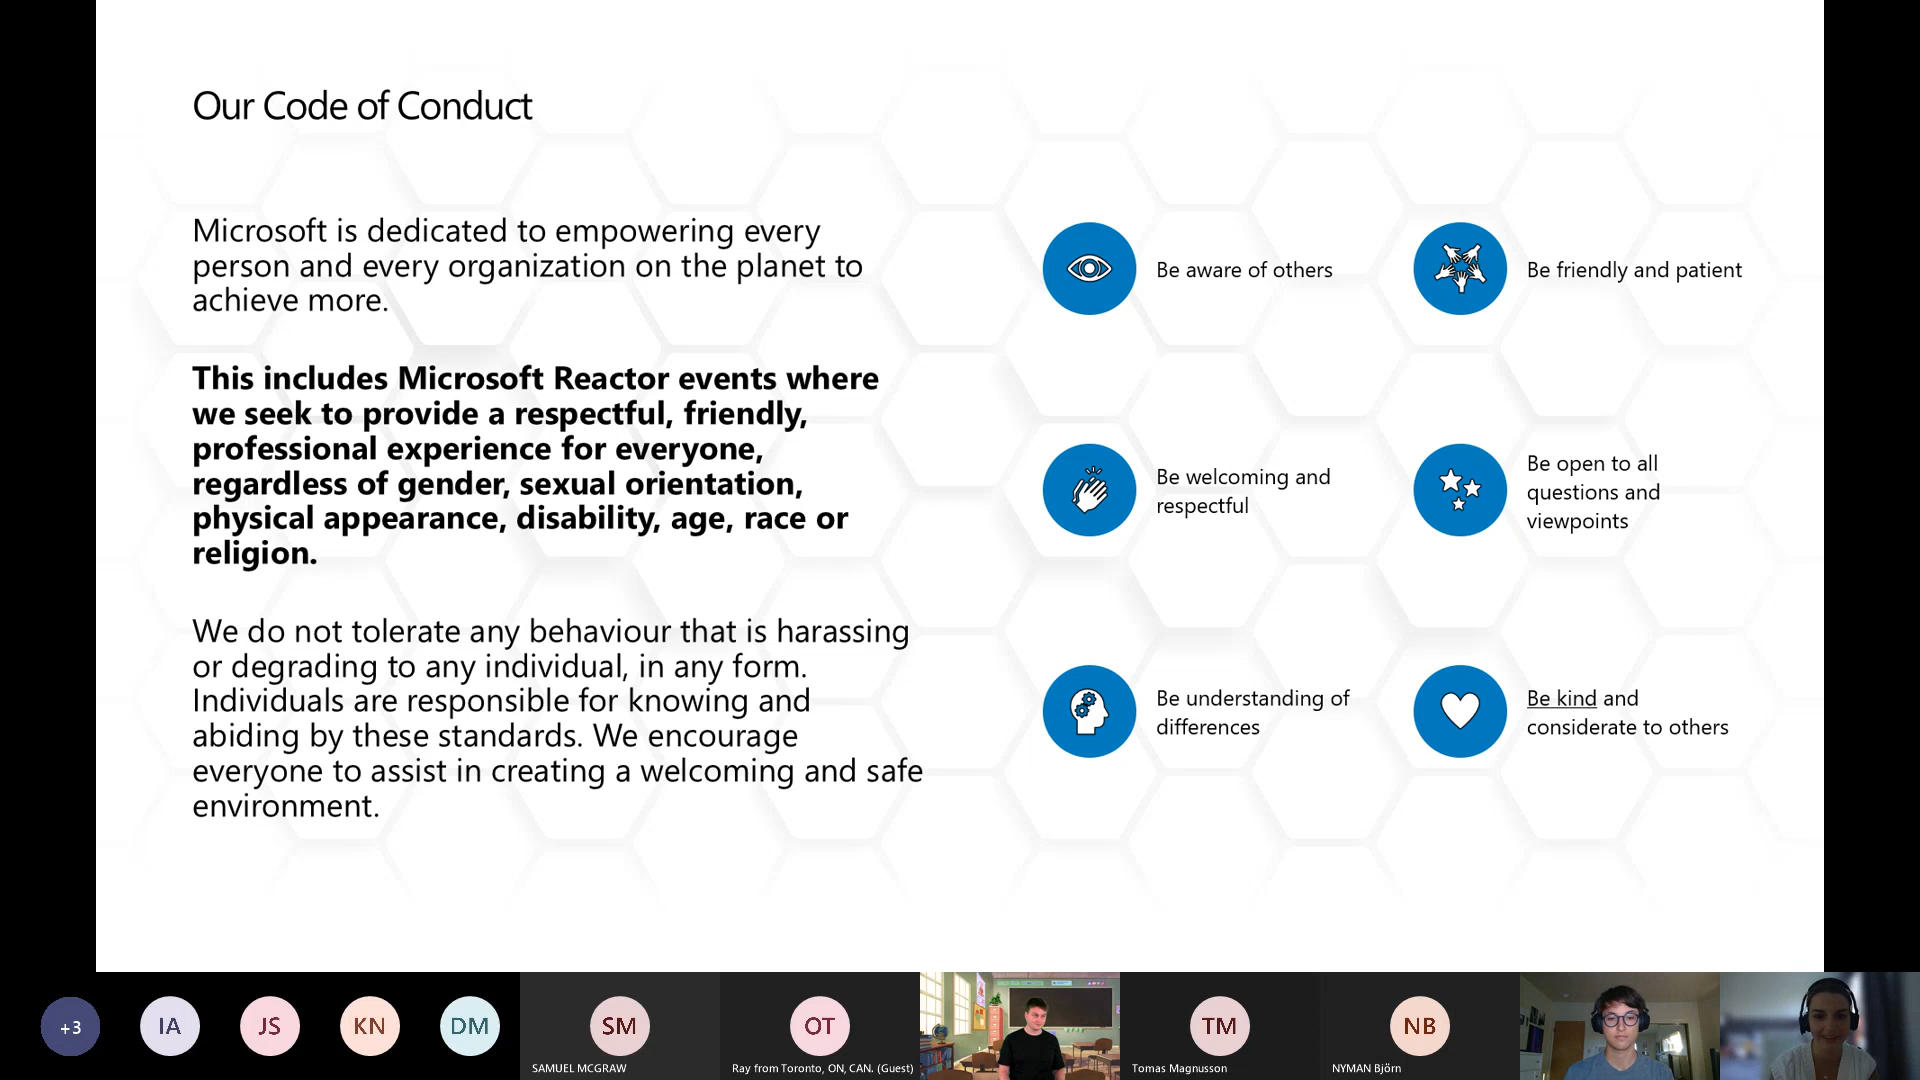 Our Code of Conduct
Microsoft is dedicated to empowering every
person and every organization on the planet to
achieve more.
This includes Microsoft Reactor events where
we seek to provide a respectful, friendly,
professional experience for everyone,
regardless of gender, sexual orientation,
physical appearance, disability, age, race or
religion.
We do not tolerate any behaviour that is harassing
or degrading to any individual, in any form.
Individuals are responsible for knowing and
abiding by these standards. We encourage
everyone to assist in creating a welcoming and safe
environment.
Be aware of others
Be friendly and patient
Be welcoming and
respectful
Be open to all
questions and
viewpoints
Be understanding of
differences
Be kind and
considerate to others
+3
IA
JS
KN
DM
SM
SAMUEL MCGRAW
OT
Ray from Toronto, ON, CAN. (Guest)
TM
Tomas Magnusson
NB
NYMAN Björn